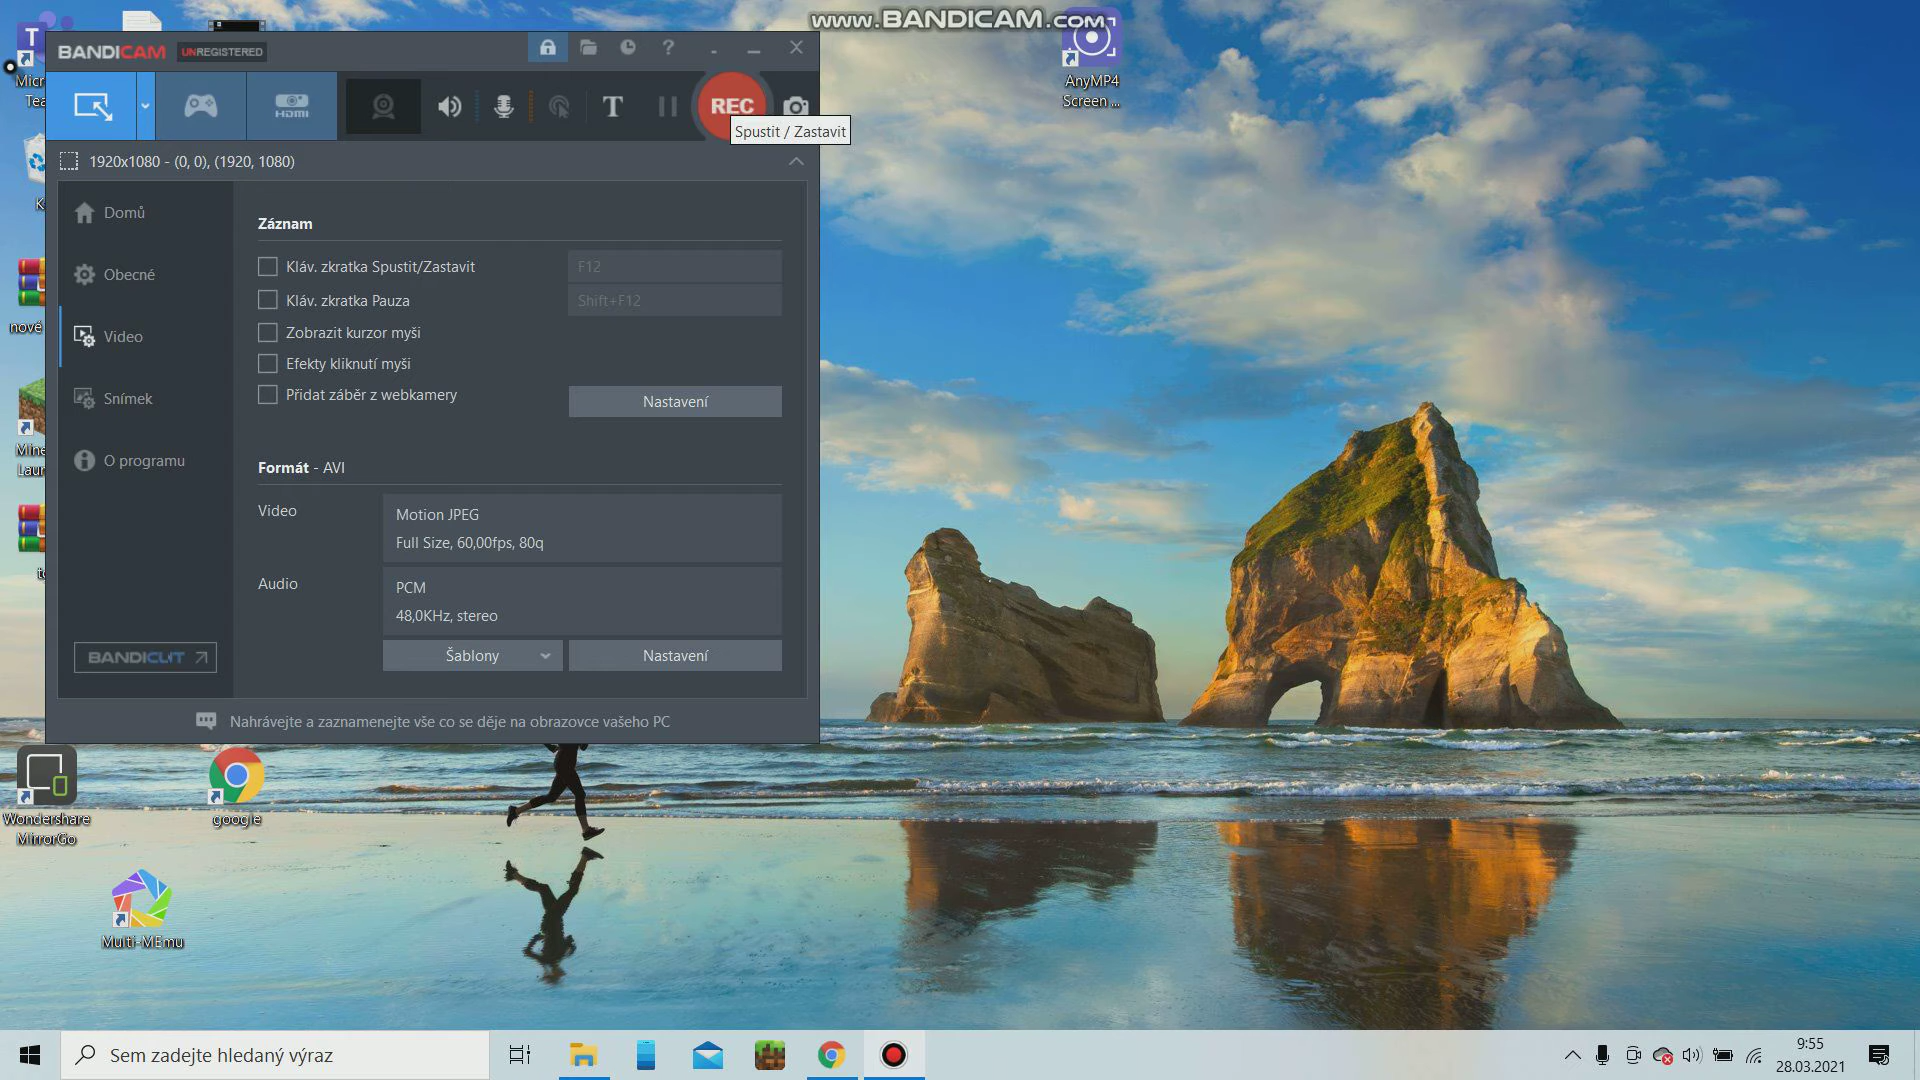 www.BANDICAM.com
BANDICAM UNREGISTERED
HDMI
T
REC
Spustit / Zastavit
1920x1080 - (0, 0), (1920, 1080)
Domů
Obecné
Video
Snímek
O programu
BANDICUT
Záznam
Kláv. zkratka Spustit/Zastavit
F12
Kláv. zkratka Pauza
Shift+F12
Zobrazit kurzor myši
Efekty kliknutí myši
Přidat záběr z webkamery
Nastavení
Formát - AVI
Video
Motion JPEG
Full Size, 60,00fps, 80q
Audio
PCM
48,0KHz, stereo
Šablony
Nastavení
Nahrávejte a zaznamenejte vše co se děje na obrazovce vašeho PC
AnyMP4
Screen ...
nové
Wondershare
MirrorGo
google
Multi-MEmu
Sem zadejte hledaný výraz
9:55
28.03.2021